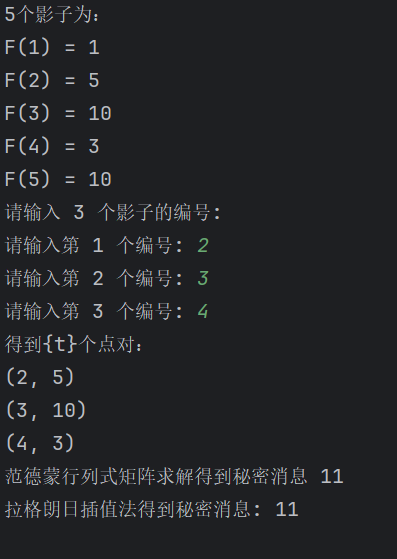 5个影子为:
F(1) = 1
F(2) = 5
F(3) = 10
F(4) = 3
F(5) = 10
请输入 3 个影子的编号:
请输入第 1 个编号: 2
请输入第 2 个编号: 3
请输入第 3 个编号: 4
得到{t}个点对:
(2, 5)
(3, 10)
(4, 3)
范德蒙行列式矩阵求解得到秘密消息 11
拉格朗日插值法得到秘密消息: 11